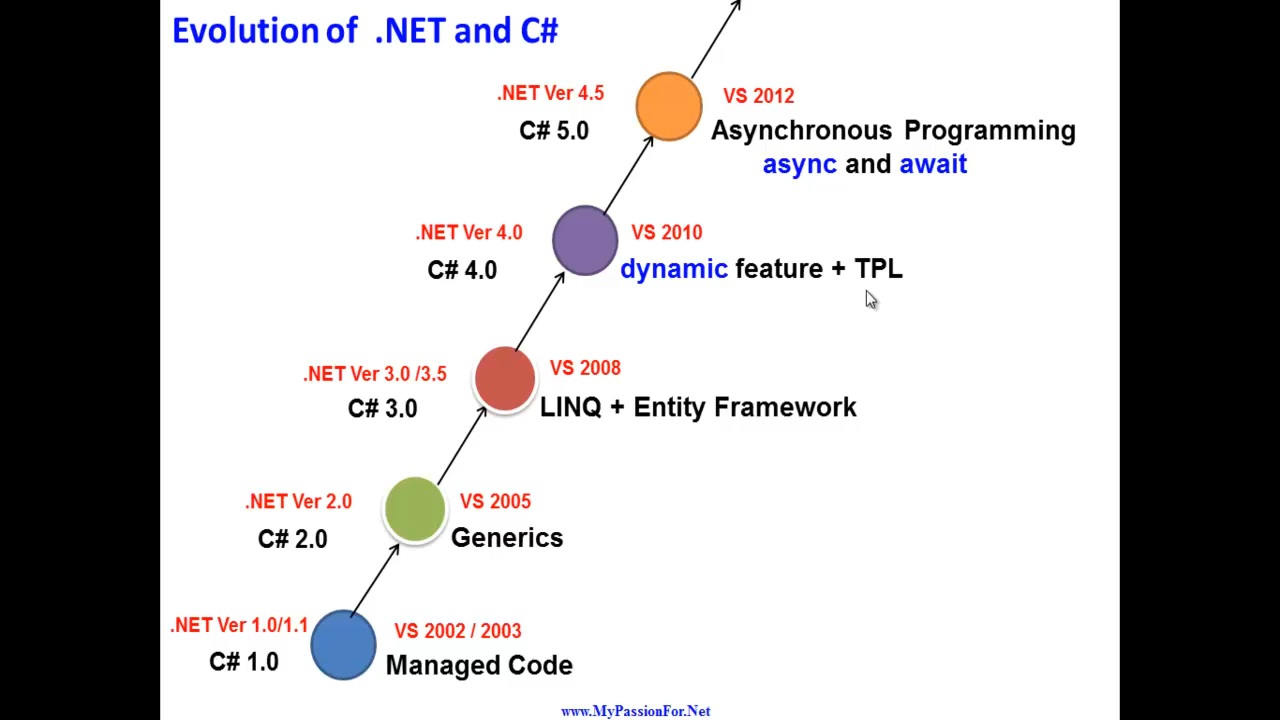 Evolution of .NET and C#
.NET Ver 4.5
VS 2012
C# 5.0
Asynchronous Programming
async and await
.NET Ver 4.0
VS 2010
C# 4.0
dynamic feature + TPL
.NET Ver 3.0 /3.5
VS 2008
C# 3.0
LINQ + Entity Framework
.NET Ver 2.0
VS 2005
C# 2.0
Generics
.NET Ver 1.0/1.1
VS 2002 / 2003
C# 1.0
Managed Code
www.MyPassionFor.Net